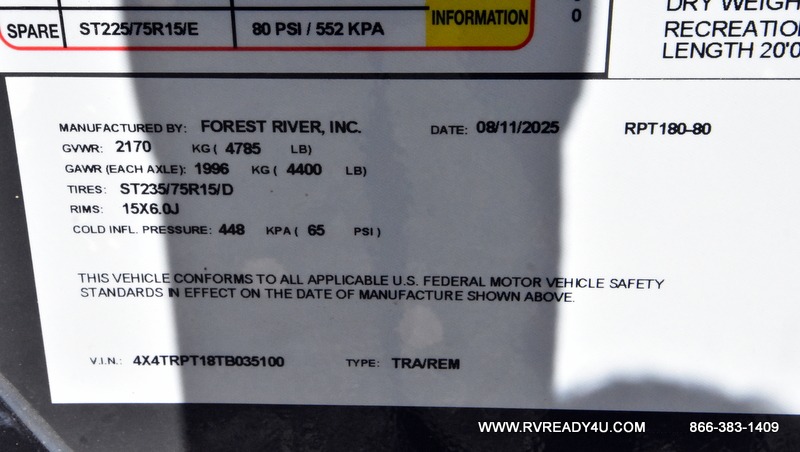 INFORMATION
SPARE ST225/75R15/E 80 PSI / 552 KPA
0
DRY WEIGH
RECREATIO
LENGTH 20'0
MANUFACTURED BY: FOREST RIVER, INC. DATE: 08/11/2025 RPT180-80
GVWR: 2170 KG ( 4785 LB)
GAWR (EACH AXLE): 1996 KG ( 4400 LB)
TIRES: ST235/75R15/D
RIMS: 15X6.0J
COLD INFL. PRESSURE: 448 KPA ( 65 PSI )
THIS VEHICLE CONFORMS TO ALL APPLICABLE U.S. FEDERAL MOTOR VEHICLE SAFETY
STANDARDS IN EFFECT ON THE DATE OF MANUFACTURE SHOWN ABOVE.
V.I.N.: 4X4TRPT18TB035100 TYPE: TRA/REM
WWW.RVREADY4U.COM 866-383-1409